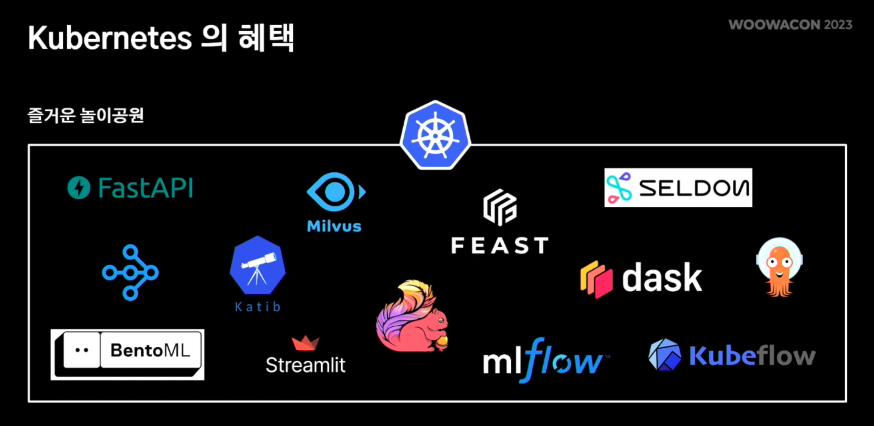 Kubernetes 의 혜택
WOOWACON 2023
즐거운 놀이공원
FastAPI
Milvus
FEAST
SELDON
Katib
dask
BentoML
Streamlit
mlflow™
Kubeflow